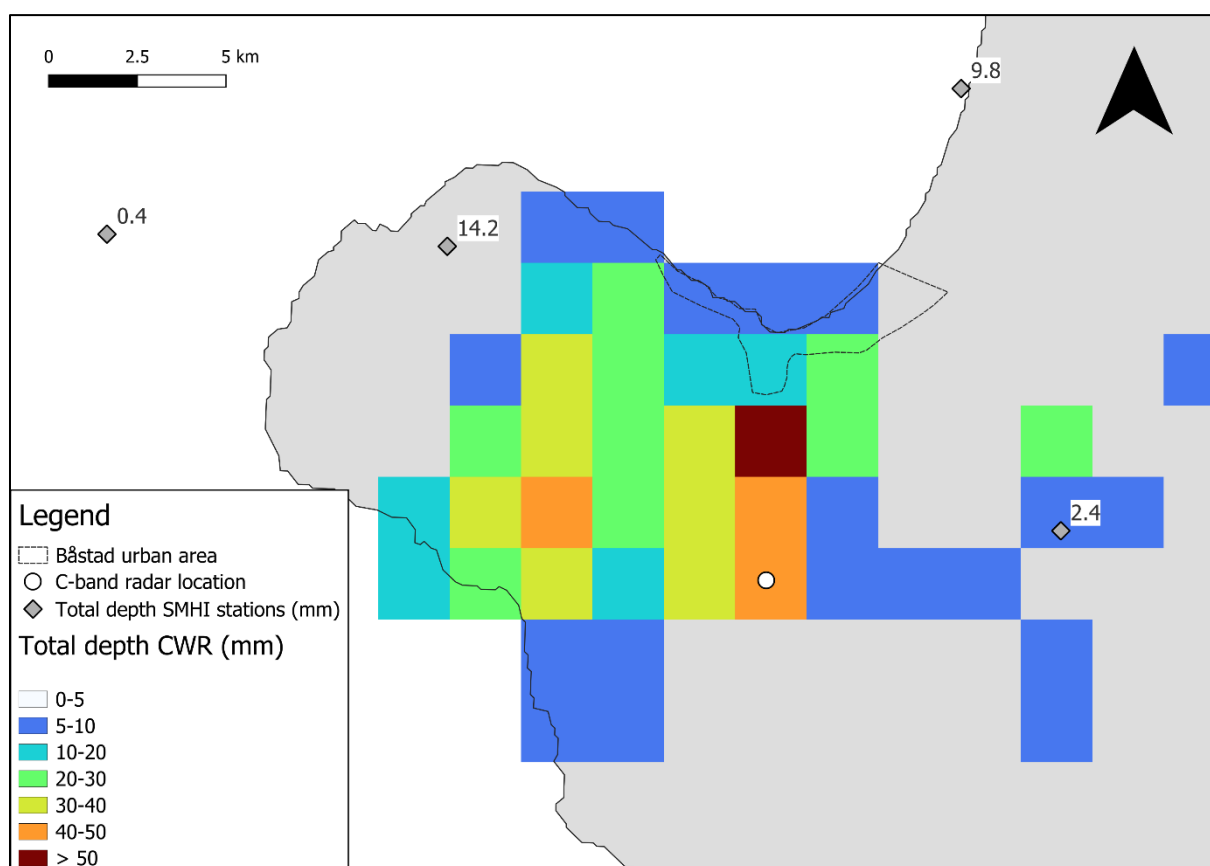 0 2.5 5 km
9.8
0.4
14.2
2.4
Legend
Båstad urban area
C-band radar location
Total depth SMHI stations (mm)
Total depth CWR (mm)
0-5
5-10
10-20
20-30
30-40
40-50
> 50